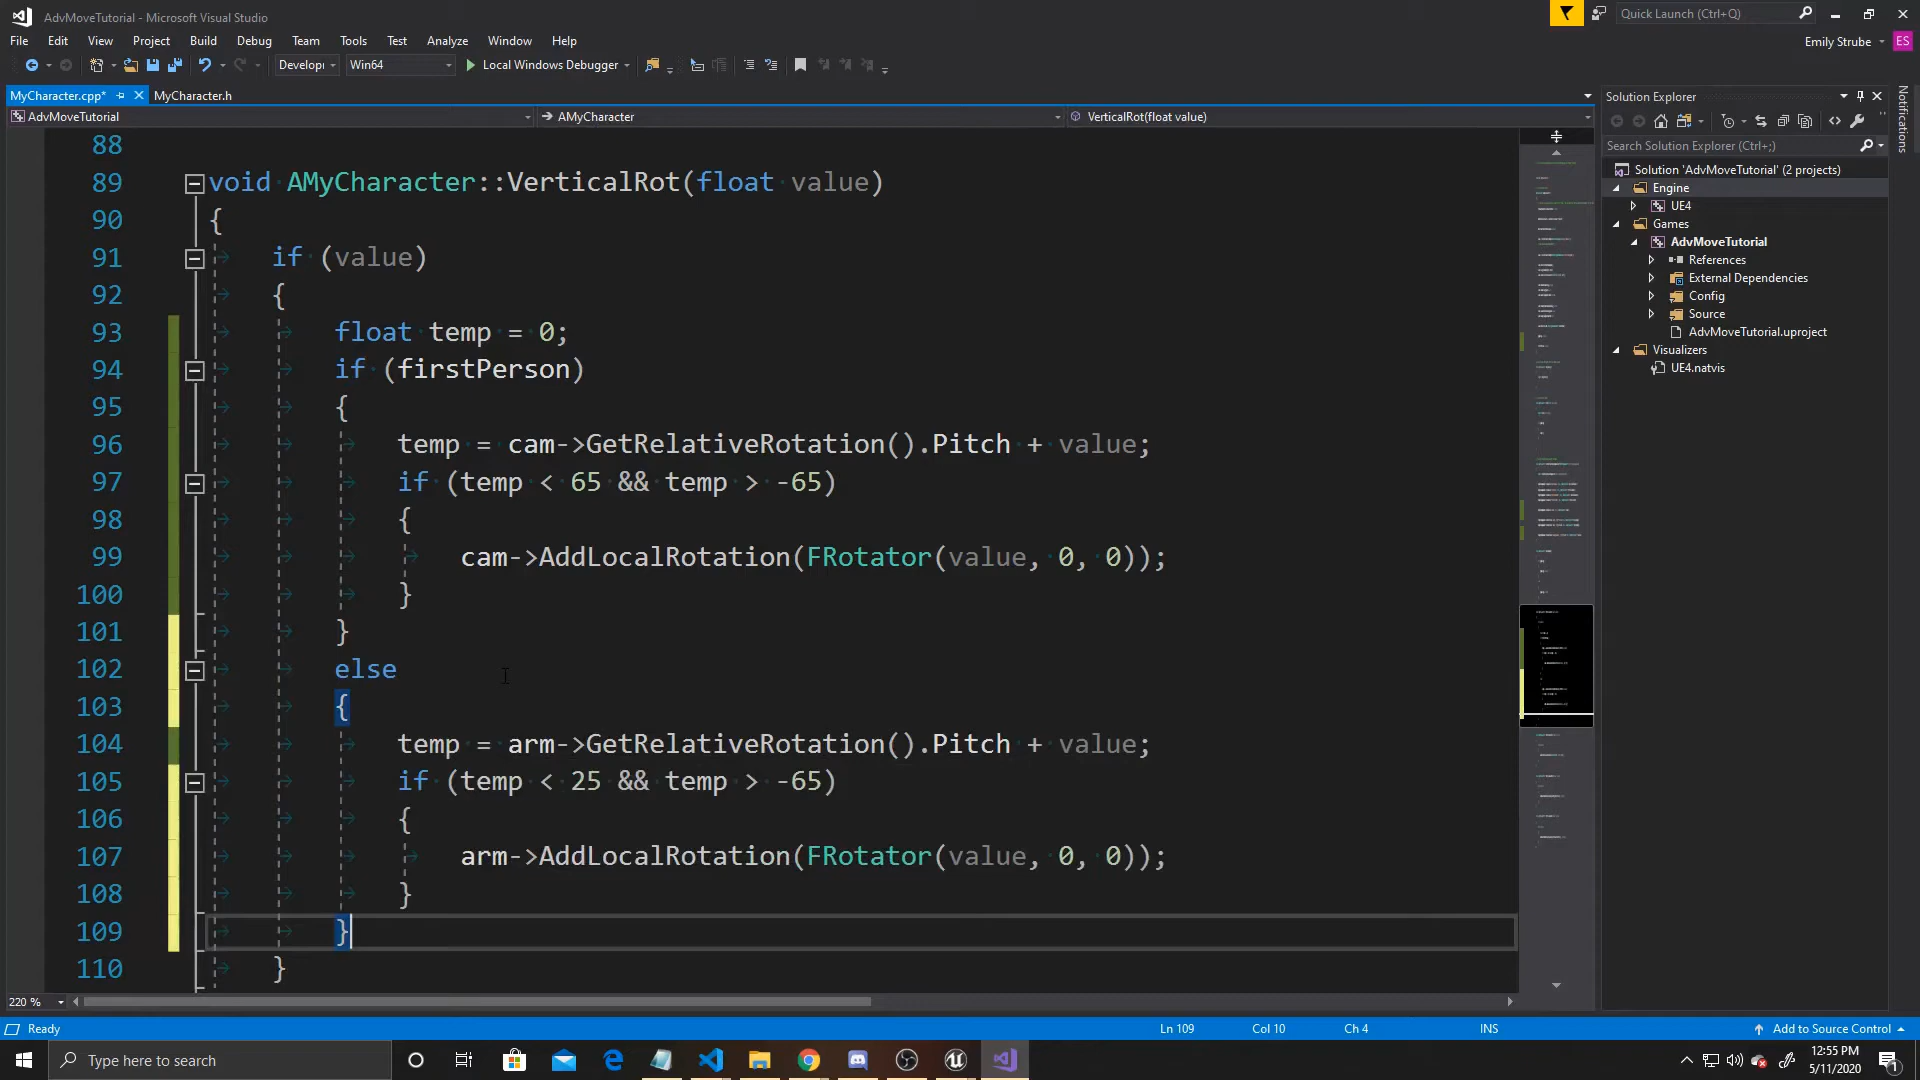 AdvMoveTutorial - Microsoft Visual Studio
Quick Launch (Ctrl+Q)
File Edit View Project Build Debug Team Tools Test Analyze Window Help
Emily Strube ES
Develop Win64 Local Windows Debugger
MyCharacter.cpp* MyCharacter.h
AdvMoveTutorial AMyCharacter VerticalRot(float value)
88
89 void AMyCharacter::VerticalRot(float value)
90 {
91 if (value)
92 {
93 float temp = 0;
94 if (firstPerson)
95 {
96 temp = cam->GetRelativeRotation().Pitch + value;
97 if (temp < 65 && temp > -65)
98 {
99 cam->AddLocalRotation(FRotator(value, 0, 0));
100 }
101 }
102 else
103 {
104 temp = arm->GetRelativeRotation().Pitch + value;
105 if (temp < 25 && temp > -65)
106 {
107 arm->AddLocalRotation(FRotator(value, 0, 0));
108 }
109 }
110 }
220 %
Solution Explorer
Search Solution Explorer (Ctrl+;)
Solution 'AdvMoveTutorial' (2 projects)
Engine
UE4
Games
AdvMoveTutorial
References
External Dependencies
Config
Source
AdvMoveTutorial.uproject
Visualizers
UE4.natvis
Notifications
Ready Ln 109 Col 10 Ch 4 INS Add to Source Control
Type here to search
12:55 PM
5/11/2020
1